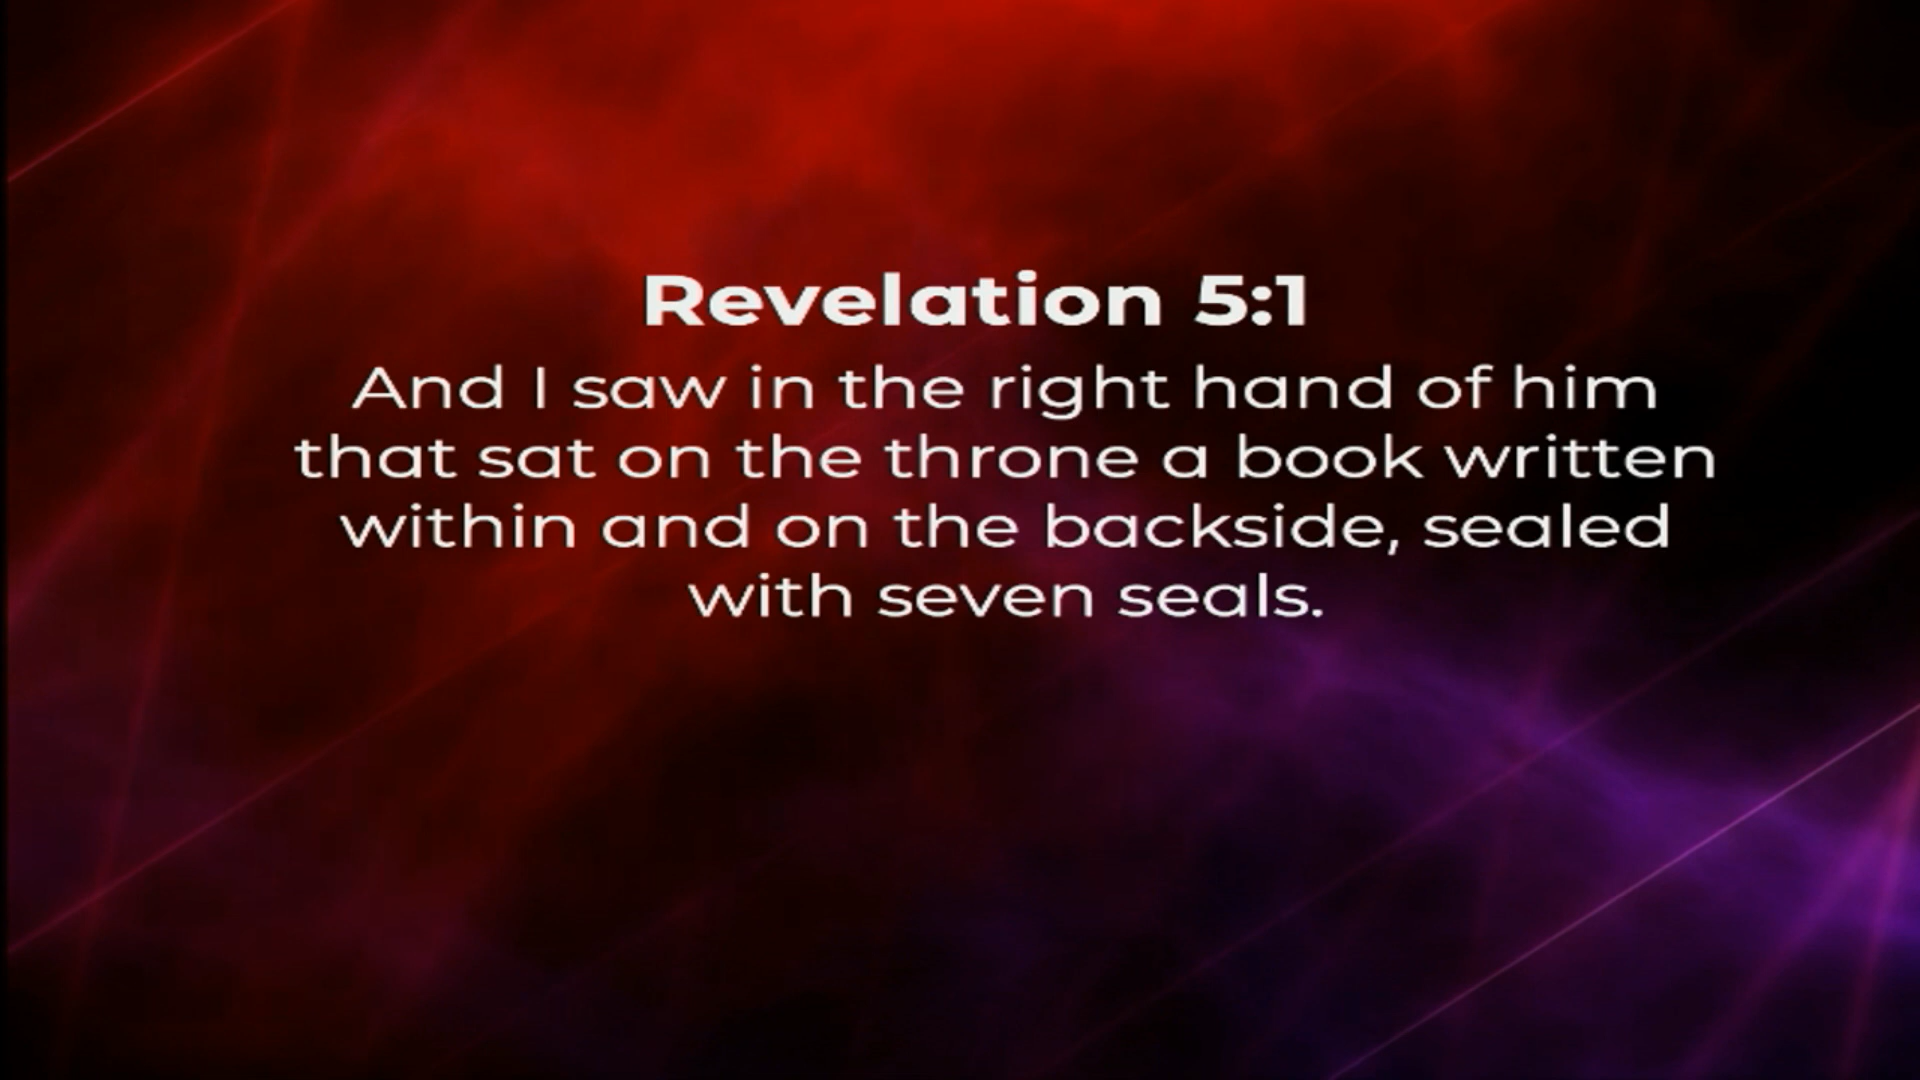 Revelation 5:1
And I saw in the right hand of him
that sat on the throne a book written
within and on the backside, sealed
with seven seals.